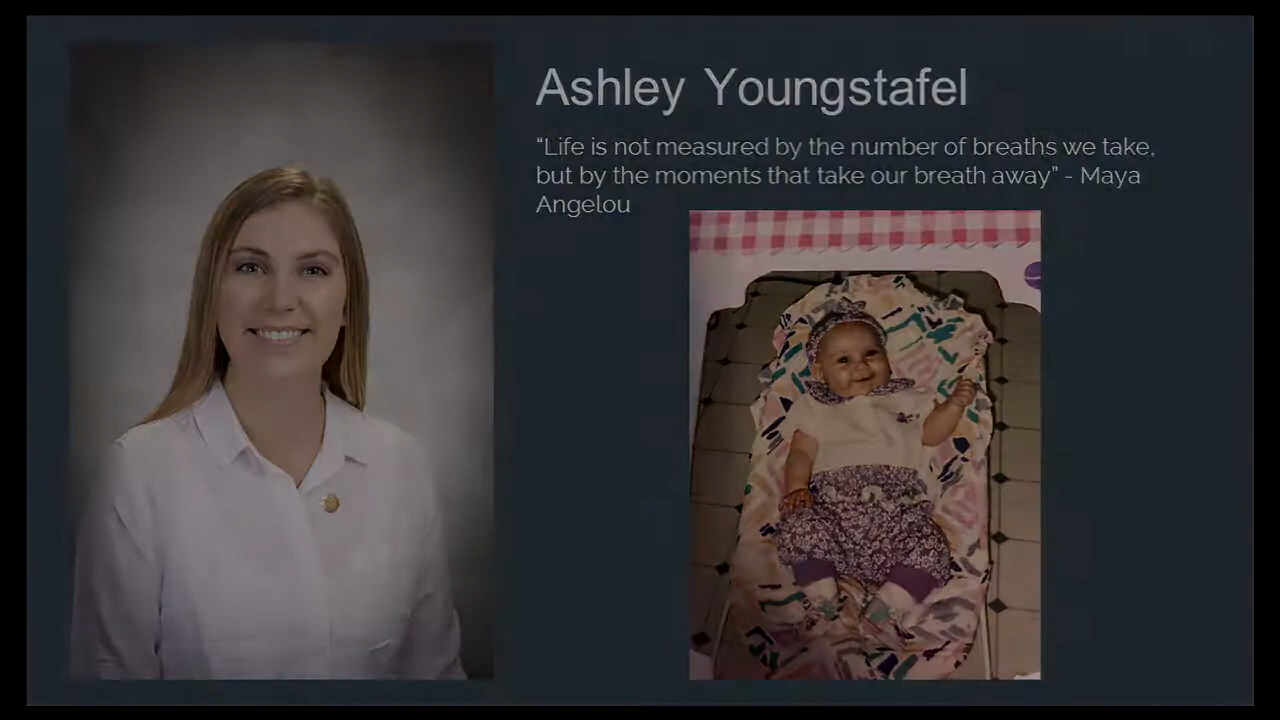 Ashley Youngstafel
“Life is not measured by the number of breaths we take,
but by the moments that take our breath away” - Maya
Angelou